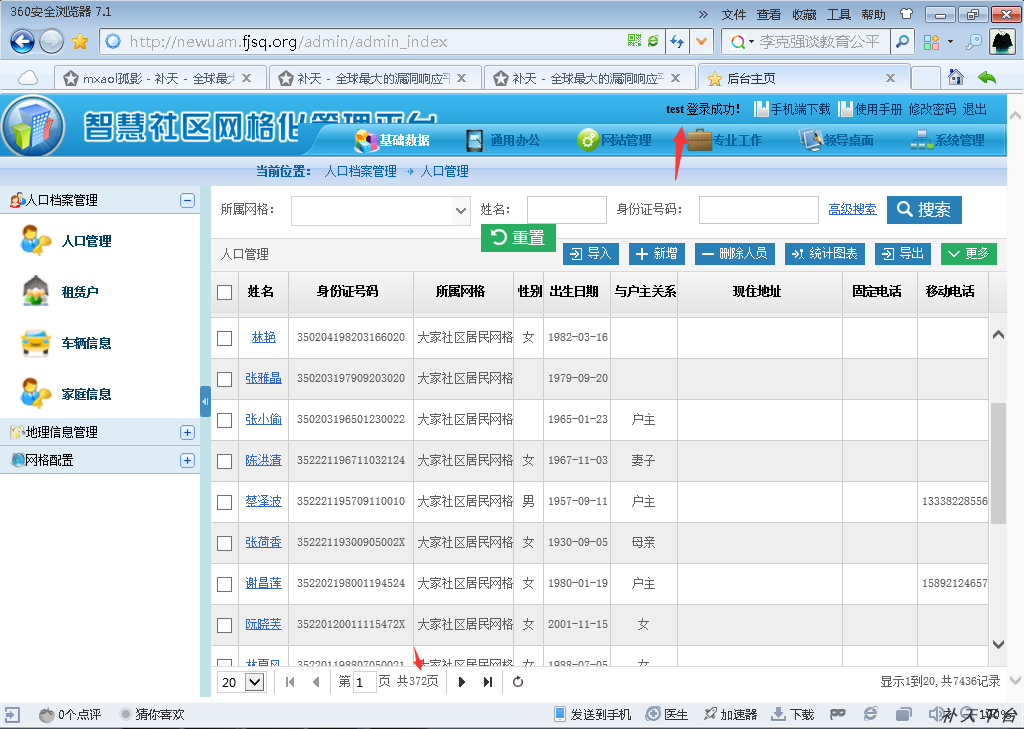 360安全浏览器 7.1
» 文件 查看 收藏 工具 帮助
http://newuam.fjsq.org/admin/admin_index
李克强谈教育公平
mxaol孤影 - 补天 - 全球最大
补天 - 全球最大的漏洞响应平
补天 - 全球最大的漏洞响应平
后台主页
智慧社区网格化管理平台
test 登录成功!
手机端下载 使用手册 修改密码 退出
基础数据 通用办公 网站管理 专业工作 领导桌面 系统管理
当前位置: 人口档案管理 人口管理
人口档案管理
人口管理
租赁户
车辆信息
家庭信息
地理信息管理
网格配置
所属网格: 姓名: 身份证号码: 高级搜索 搜索
重置
人口管理 导入 新增 删除人员 统计图表 导出 更多
姓名 身份证号码 所属网格 性别 出生日期 与户主关系 现住地址 固定电话 移动电话
林艳 350204198203166020 大家社区居民网格 女 1982-03-16
张雅晶 350203197909203020 大家社区居民网格 1979-09-20
张小偷 350203196501230022 大家社区居民网格 1965-01-23 户主
陈洪清 352221196711032124 大家社区居民网格 女 1967-11-03 妻子
蔡泽波 352221195709110010 大家社区居民网格 男 1957-09-11 户主 13338228556
张荷香 35222119300905002X 大家社区居民网格 女 1930-09-05 母亲
谢昌莲 352202198001194524 大家社区居民网格 女 1980-01-19 户主 15892124657
阮晓芙 35220120011115472X 大家社区居民网格 女 2001-11-15 女
林夏风 352201198807050021 大家社区居民网格 女 1988-07-05 女
20 第 1 页 共372页 显示1到20,共7436记录
0个点评 猜你喜欢 发送到手机 医生 加速器 下载 100%
补天平台